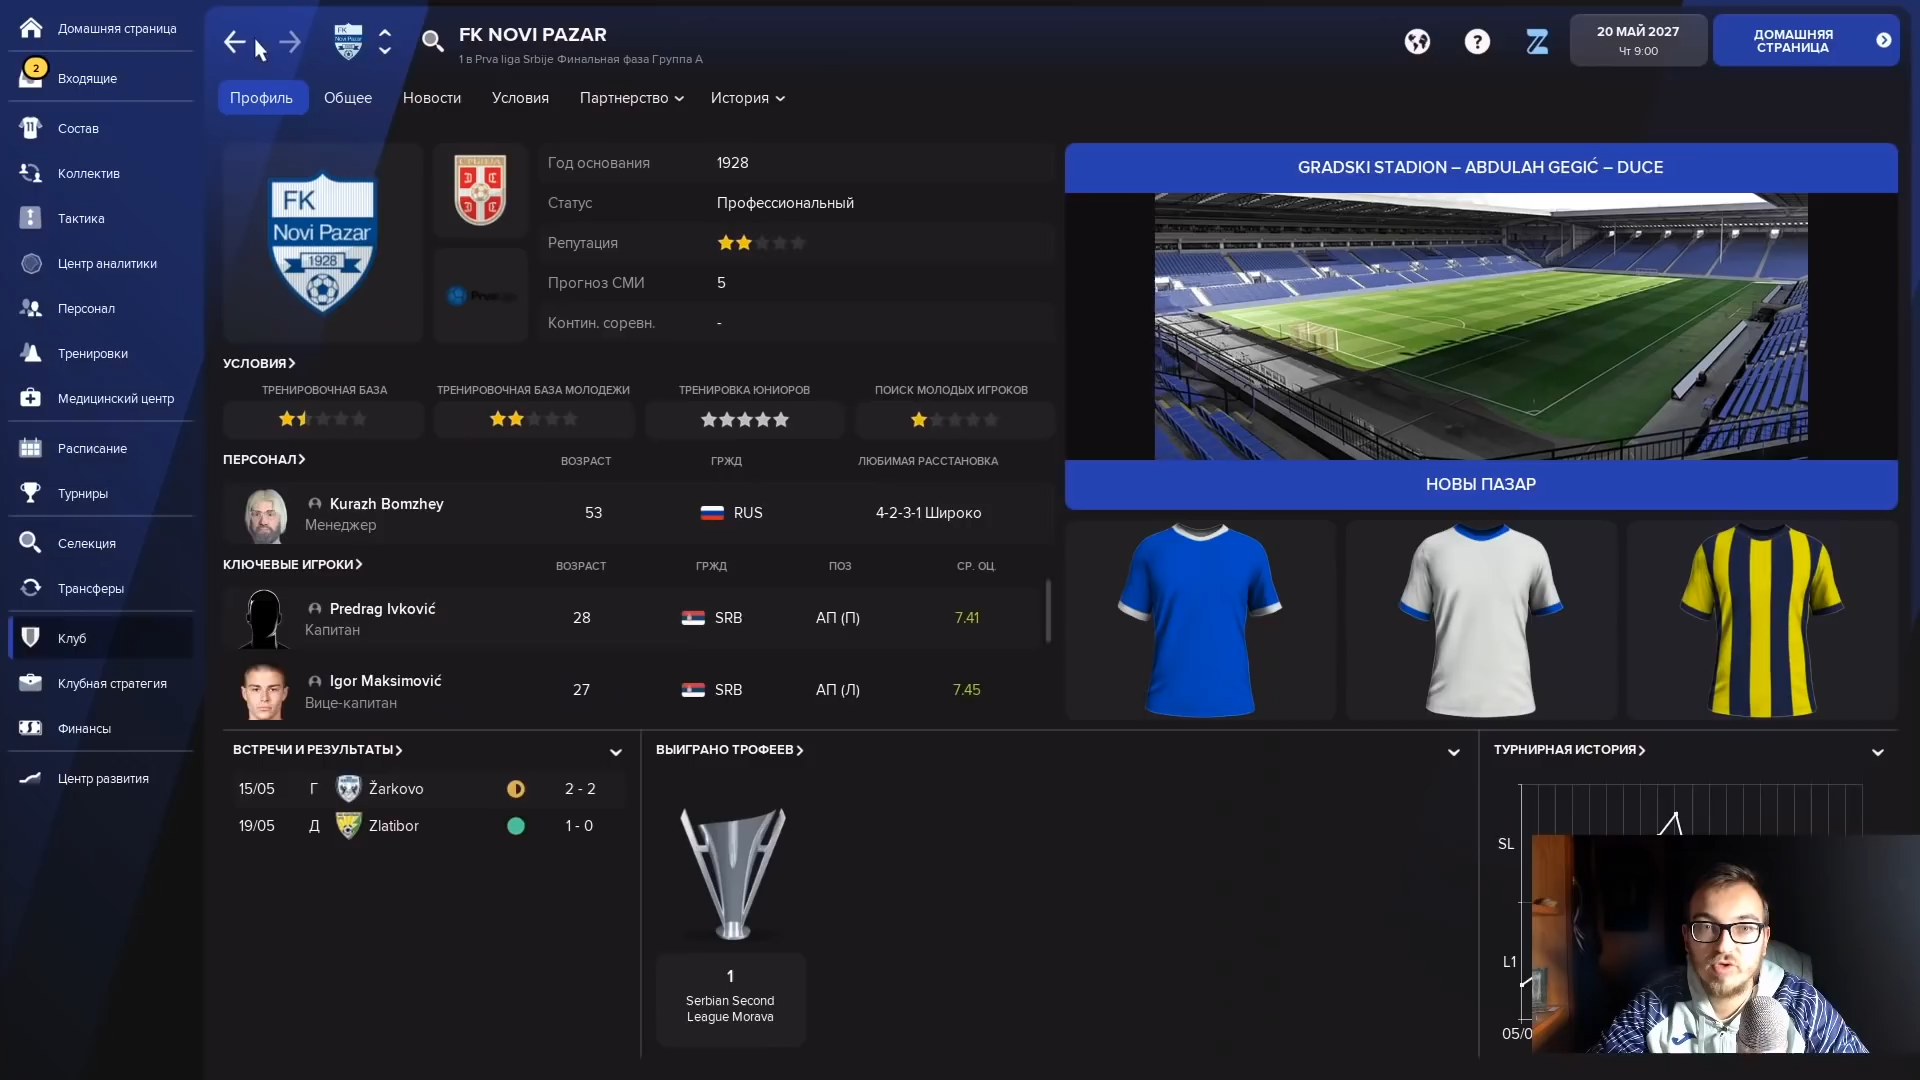 Домашняя страница
2
Входящие
Состав
Коллектив
Тактика
Центр аналитики
Персонал
Тренировки
Медицинский центр
Расписание
Турниры
Селекция
Трансферы
Клуб
Клубная стратегия
Финансы
Центр развития
FK NOVI PAZAR
1 в Prva liga Srbije Финальная фаза Группа А
20 МАЙ 2027
Чт 9:00
ДОМАШНЯЯ СТРАНИЦА
Профиль Общее Новости Условия Партнерство История
FK
Novi Pazar
1928
Год основания 1928
Статус Профессиональный
Репутация
Прогноз СМИ 5
Контин. соревн. -
УСЛОВИЯ
ТРЕНИРОВОЧНАЯ БАЗА ТРЕНИРОВОЧНАЯ БАЗА МОЛОДЕЖИ ТРЕНИРОВКА ЮНИОРОВ ПОИСК МОЛОДЫХ ИГРОКОВ
ПЕРСОНАЛ ВОЗРАСТ ГРЖД ЛЮБИМАЯ РАССТАНОВКА
Kurazh Bomzhey 53 RUS 4-2-3-1 Широко
Менеджер
КЛЮЧЕВЫЕ ИГРОКИ ВОЗРАСТ ГРЖД ПОЗ СР. ОЦ.
Predrag Ivković 28 SRB АП (П) 7.41
Капитан
Igor Maksimović 27 SRB АП (Л) 7.45
Вице-капитан
GRADSKI STADION – ABDULAH GEGIĆ – DUCE
НОВЫ ПАЗАР
ВСТРЕЧИ И РЕЗУЛЬТАТЫ
15/05 Г Žarkovo 2 - 2
19/05 Д Zlatibor 1 - 0
ВЫИГРАНО ТРОФЕЕВ
1
Serbian Second
League Morava
ТУРНИРНАЯ ИСТОРИЯ
SL
L1
05/0